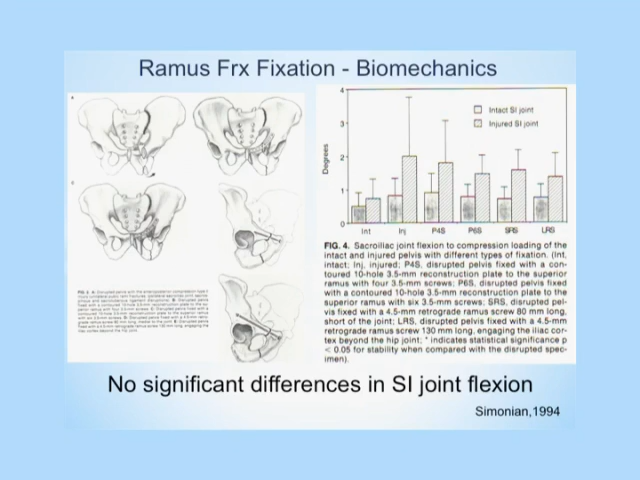 Ramus Frx Fixation - Biomechanics
4
3
2
1
0
Degrees
Intact SI joint
Injured SI joint
Int Inj P4S P6S SRS LRS
FIG. 4. Sacroiliac joint flexion to compression loading of the
intact and injured pelvis with different types of fixation. (Int,
intact; Inj, injured; P4S, disrupted pelvis fixed with a con-
toured 10-hole 3.5-mm reconstruction plate to the superior
ramus with four 3.5-mm screws; P6S, disrupted pelvis fixed
with a contoured 10-hole 3.5-mm reconstruction plate to the
superior ramus with six 3.5-mm screws; SRS, disrupted pel-
vis fixed with a 4.5-mm retrograde ramus screw 80 mm long,
short of the joint; LRS, disrupted pelvis fixed with a 4.5-mm
retrograde ramus screw 130 mm long, engaging the iliac cor-
tex beyond the hip joint; * indicates statistical significance p
< 0.05 for stability when compared with the disrupted spec-
imen).
No significant differences in SI joint flexion
Simonian,1994